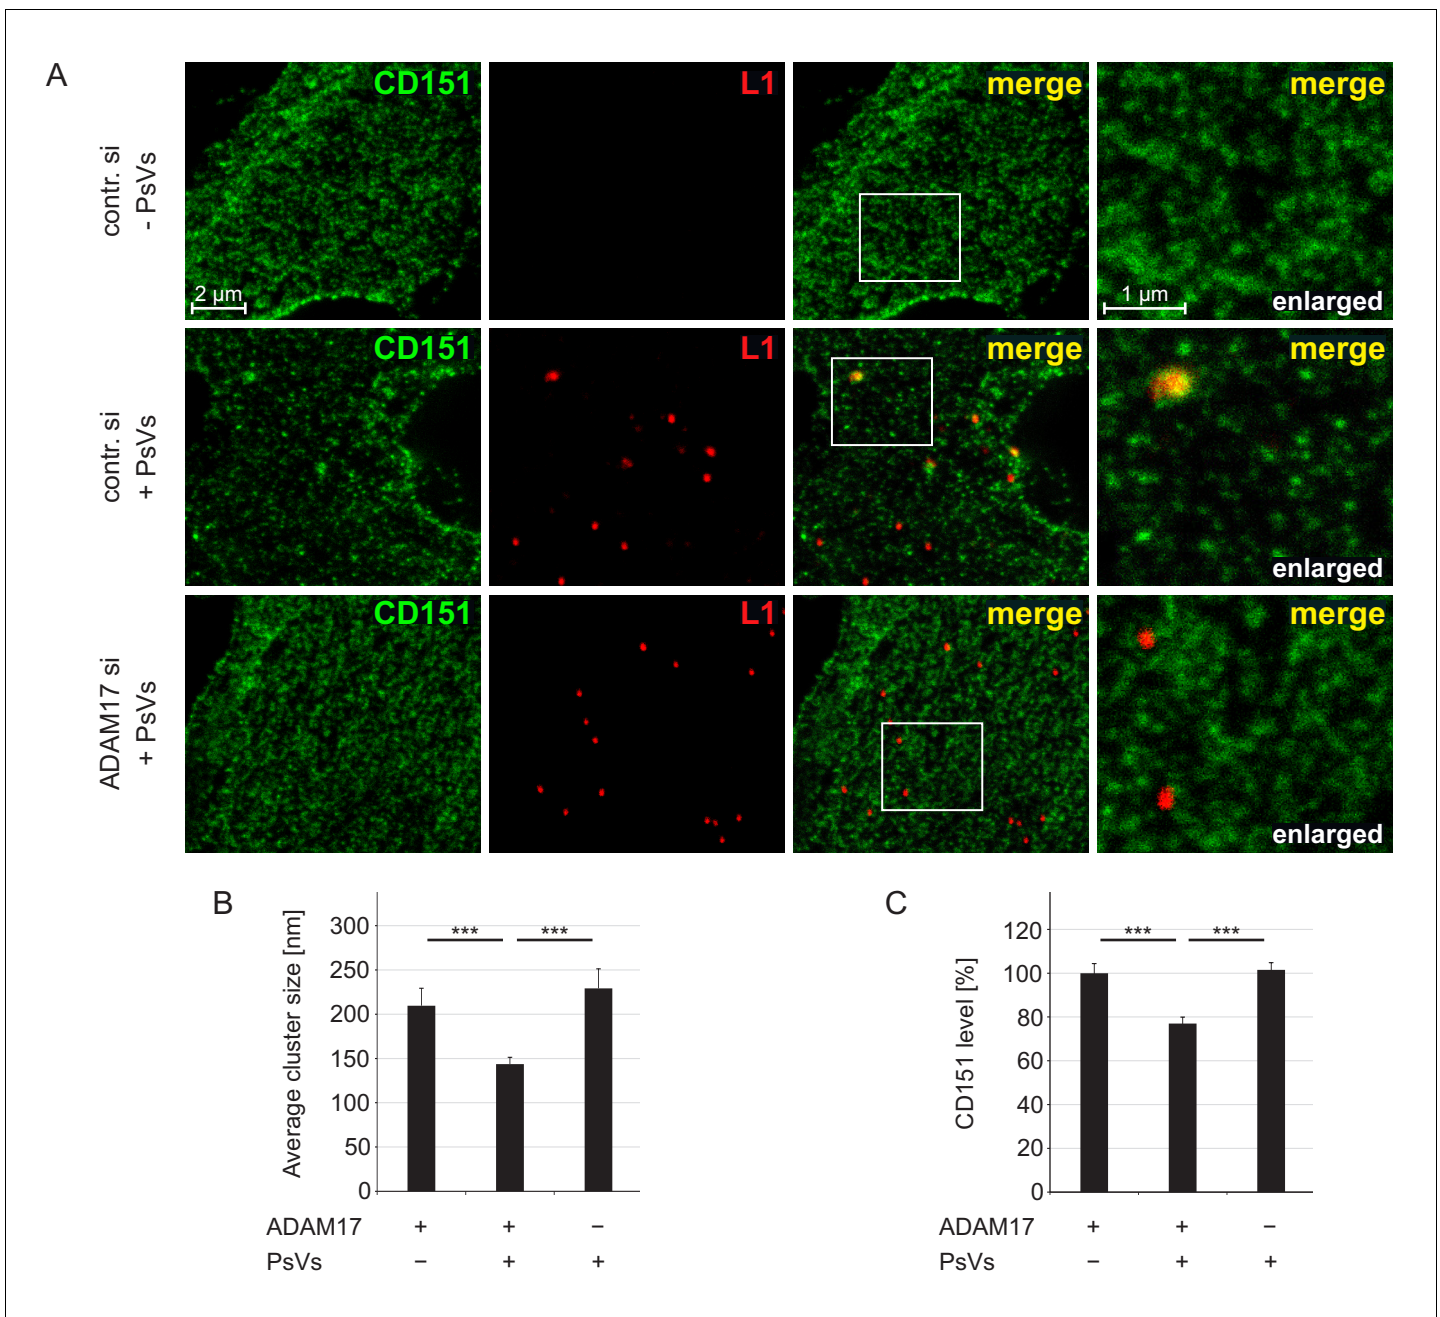 A
contr. si
- PsVs
CD151
L1
merge
merge
2 µm
1 µm
enlarged
contr. si
+ PsVs
CD151
L1
merge
merge
enlarged
ADAM17 si
+ PsVs
CD151
L1
merge
merge
enlarged
B
Average cluster size [nm]
300
250
200
150
100
50
0
*** ***
ADAM17 + + −
PsVs − + +
C
CD151 level [%]
120
100
80
60
40
20
0
*** ***
ADAM17 + + −
PsVs − + +